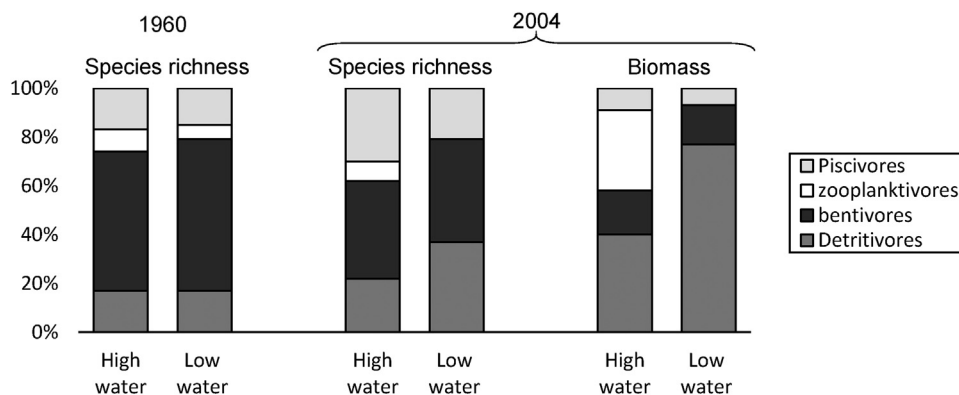 1960
2004
Species richness
Species richness
Biomass
100%
80%
60%
40%
20%
0%
High water
Low water
High water
Low water
High water
Low water
Piscivores
zooplanktivores
bentivores
Detritivores